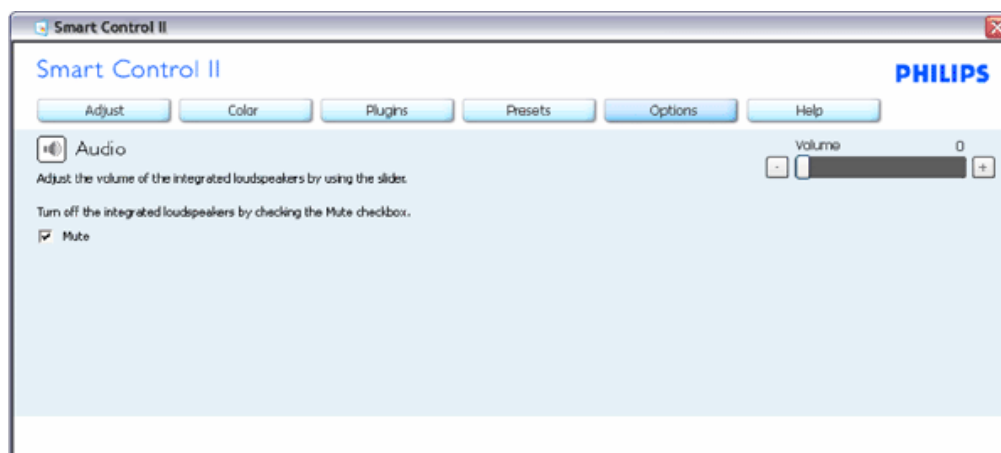 Smart Control II
Smart Control II
PHILIPS
Adjust Color Plugins Presets Options Help
Audio
Volume 0
- +
Adjust the volume of the integrated loudspeakers by using the slider.
Turn off the integrated loudspeakers by checking the Mute checkbox.
Mute